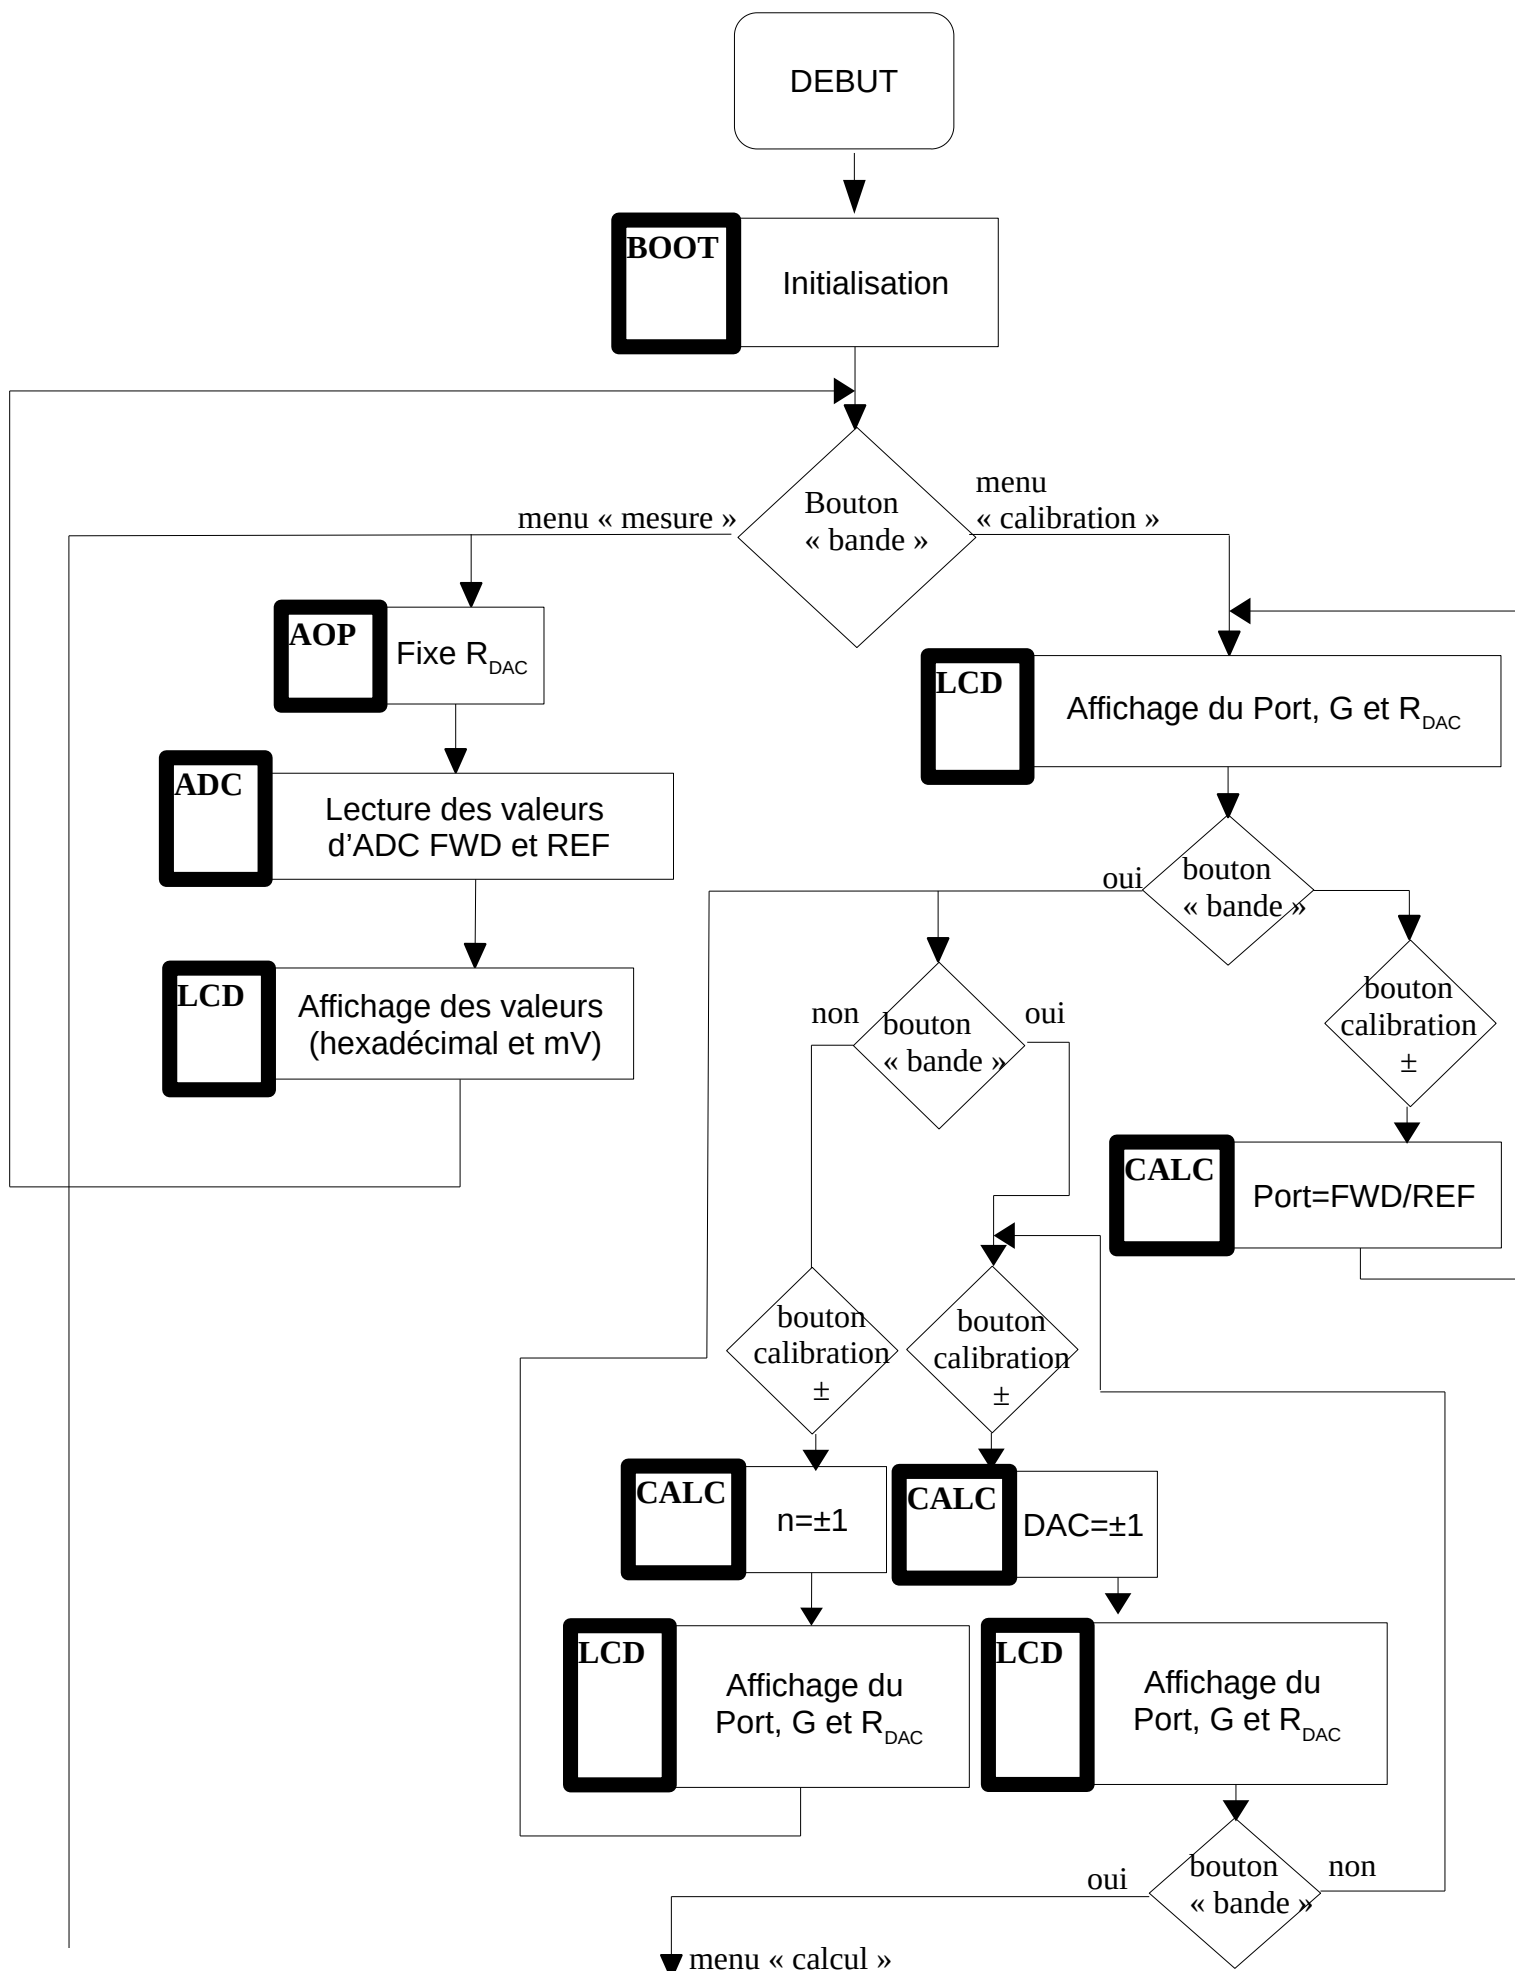 DEBUT
BOOT
Initialisation
Bouton
« bande »
menu « mesure »
menu
« calibration »
AOP
Fixe RDAC
LCD
Affichage du Port, G et RDAC
ADC
Lecture des valeurs
d’ADC FWD et REF
oui
bouton
« bande »
LCD
Affichage des valeurs
(hexadécimal et mV)
non
bouton
« bande »
oui
bouton
calibration
±
CALC
Port=FWD/REF
bouton
calibration
±
bouton
calibration
±
CALC
n=±1
CALC
DAC=±1
LCD
Affichage du
Port, G et RDAC
LCD
Affichage du
Port, G et RDAC
oui
bouton
« bande »
non
menu « calcul »